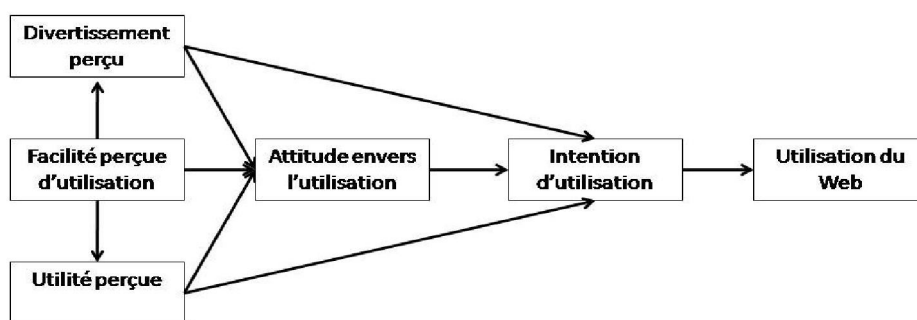 Divertissement
perçu
Facilité perçue
d'utilisation
Attitude envers
l'utilisation
Intention
d'utilisation
Utilisation du
Web
Utilité perçue